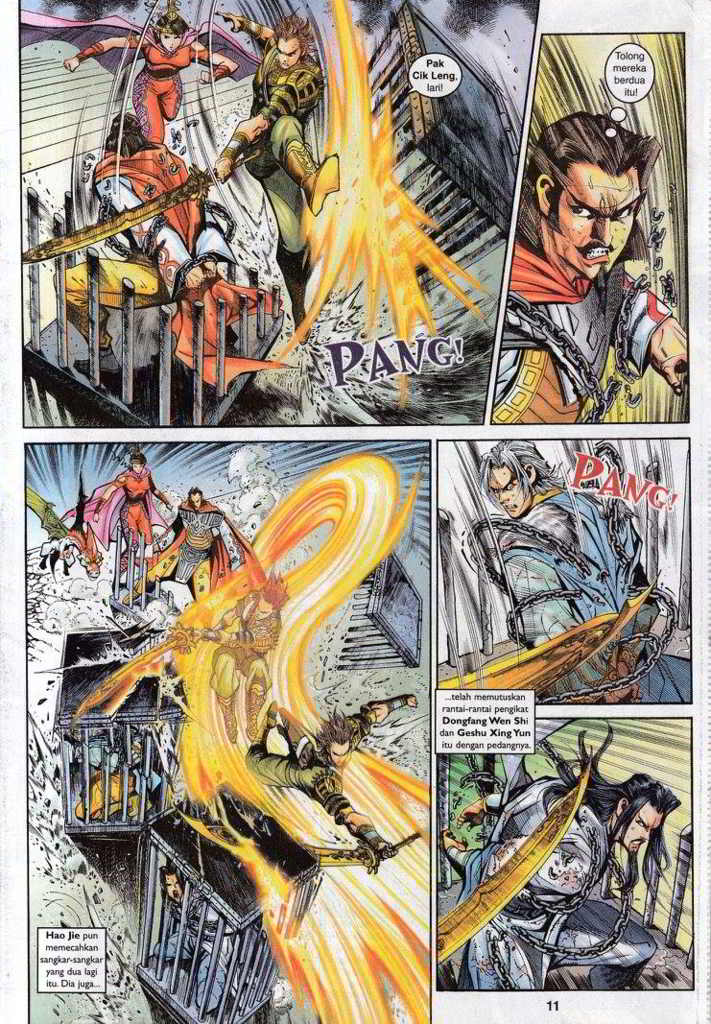 Pak
Cik Leng,
lari!
PANG!
Tolong
mereka
berdua
itu!
Hao Jie pun
memecahkan
sangkar-sangkar
yang dua lagi
itu. Dia juga...
PANG!
...telah memutuskan
rantai-rantai pengikat
Dongfang Wen Shi
dan Geshu Xing Yun
itu dengan pedangnya.
11